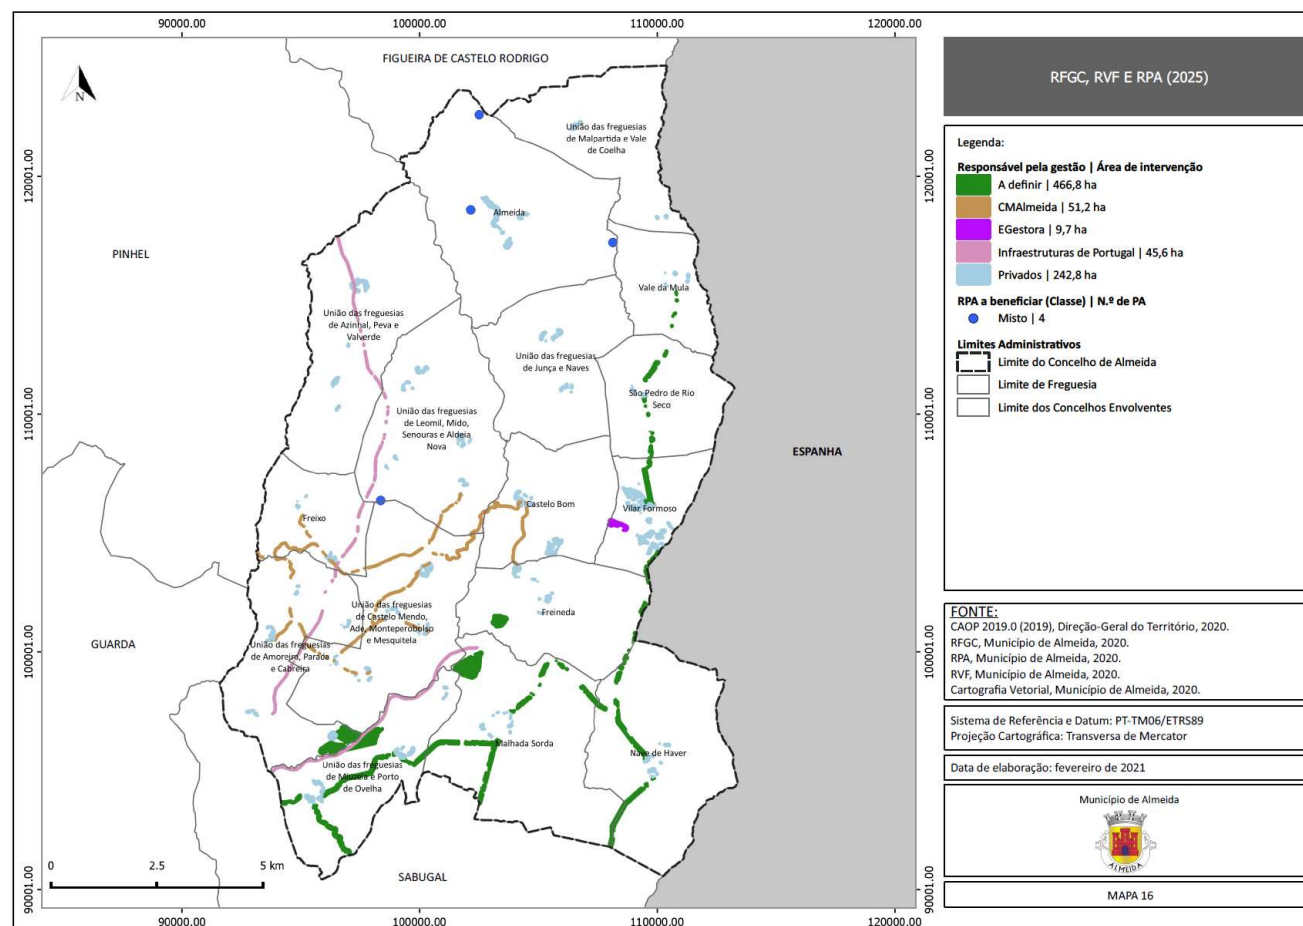 90000.00
100000.00
110000.00
120000.00
FIGUEIRA DE CASTELO RODRIGO
N
União das freguesias
de Malpartida e Vale
de Coelha
120001.00
120001.00
Almeida
PINHEL
Vale da Mula
União das freguesias
de Azinhal, Peva e
Valverde
União das freguesias
de Junça e Naves
São Pedro de Rio
Seco
110001.00
110001.00
União das freguesias
de Leomil, Mido,
Senouras e Aldeia
Nova
ESPANHA
Castelo Bom
Vilar Formoso
Freixo
União das freguesias
de Castelo Mendo,
Ade, Monteperobolso
e Mesquitela
Freineda
GUARDA
União das freguesias
de Amoreira, Parada
e Cabreira
100001.00
100001.00
Malhada Sorda
Nave de Haver
União das freguesias
de Miuzela e Porto
de Ovelha
0
2.5
5 km
SABUGAL
90001.00
90001.00
90000.00
100000.00
110000.00
120000.00
RFGC, RVF E RPA (2025)
Legenda:
Responsável pela gestão | Área de intervenção
A definir | 466,8 ha
CMAlmeida | 51,2 ha
EGestora | 9,7 ha
Infraestruturas de Portugal | 45,6 ha
Privados | 242,8 ha
RPA a beneficiar (Classe) | N.º de PA
Misto | 4
Limites Administrativos
Limite do Concelho de Almeida
Limite de Freguesia
Limite dos Concelhos Envolventes
FONTE:
CAOP 2019.0 (2019), Direção-Geral do Território, 2020.
RFGC, Município de Almeida, 2020.
RPA, Município de Almeida, 2020.
RVF, Município de Almeida, 2020.
Cartografia Vetorial, Município de Almeida, 2020.
Sistema de Referência e Datum: PT-TM06/ETRS89
Projeção Cartográfica: Transversa de Mercator
Data de elaboração: fevereiro de 2021
Município de Almeida
ALMEIDA
MAPA 16